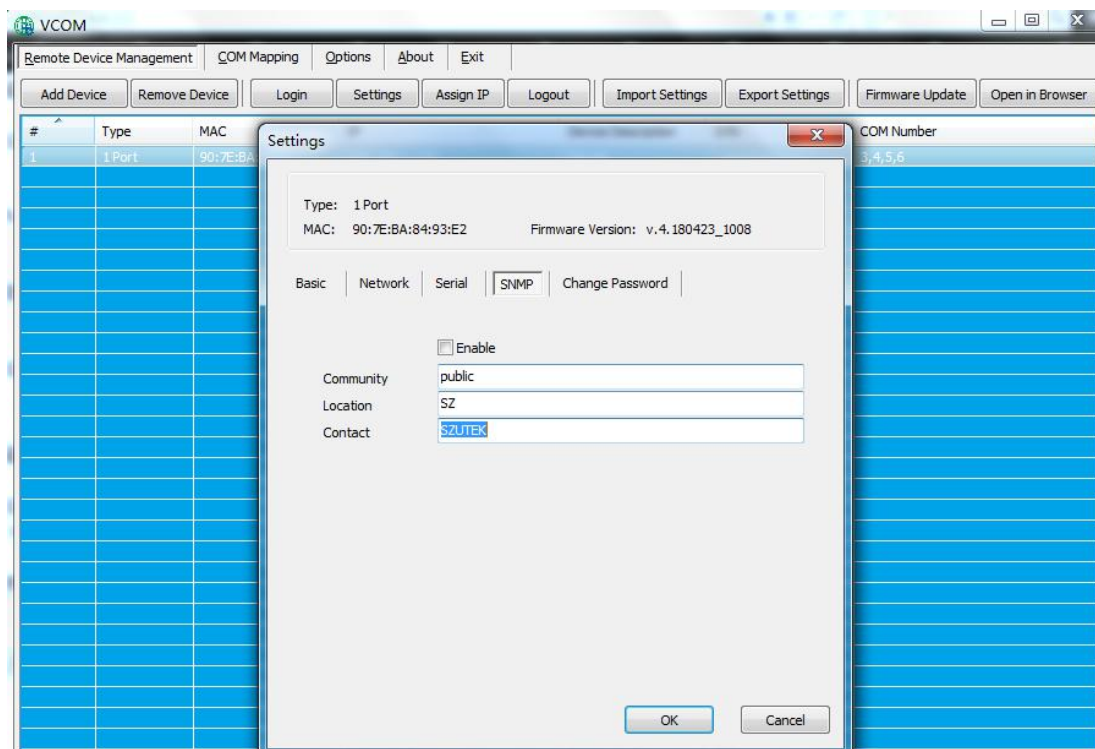 VCOM
Remote Device Management COM Mapping Options About Exit
Add Device Remove Device Login Settings Assign IP Logout Import Settings Export Settings Firmware Update Open in Browser
# Type MAC COM Number
1 1 Port 90:7E:BA 3,4,5,6
Settings
Type: 1 Port
MAC: 90:7E:BA:84:93:E2 Firmware Version: v.4.180423_1008
Basic Network Serial SNMP Change Password
Enable
Community public
Location SZ
Contact SZUTEK
OK Cancel